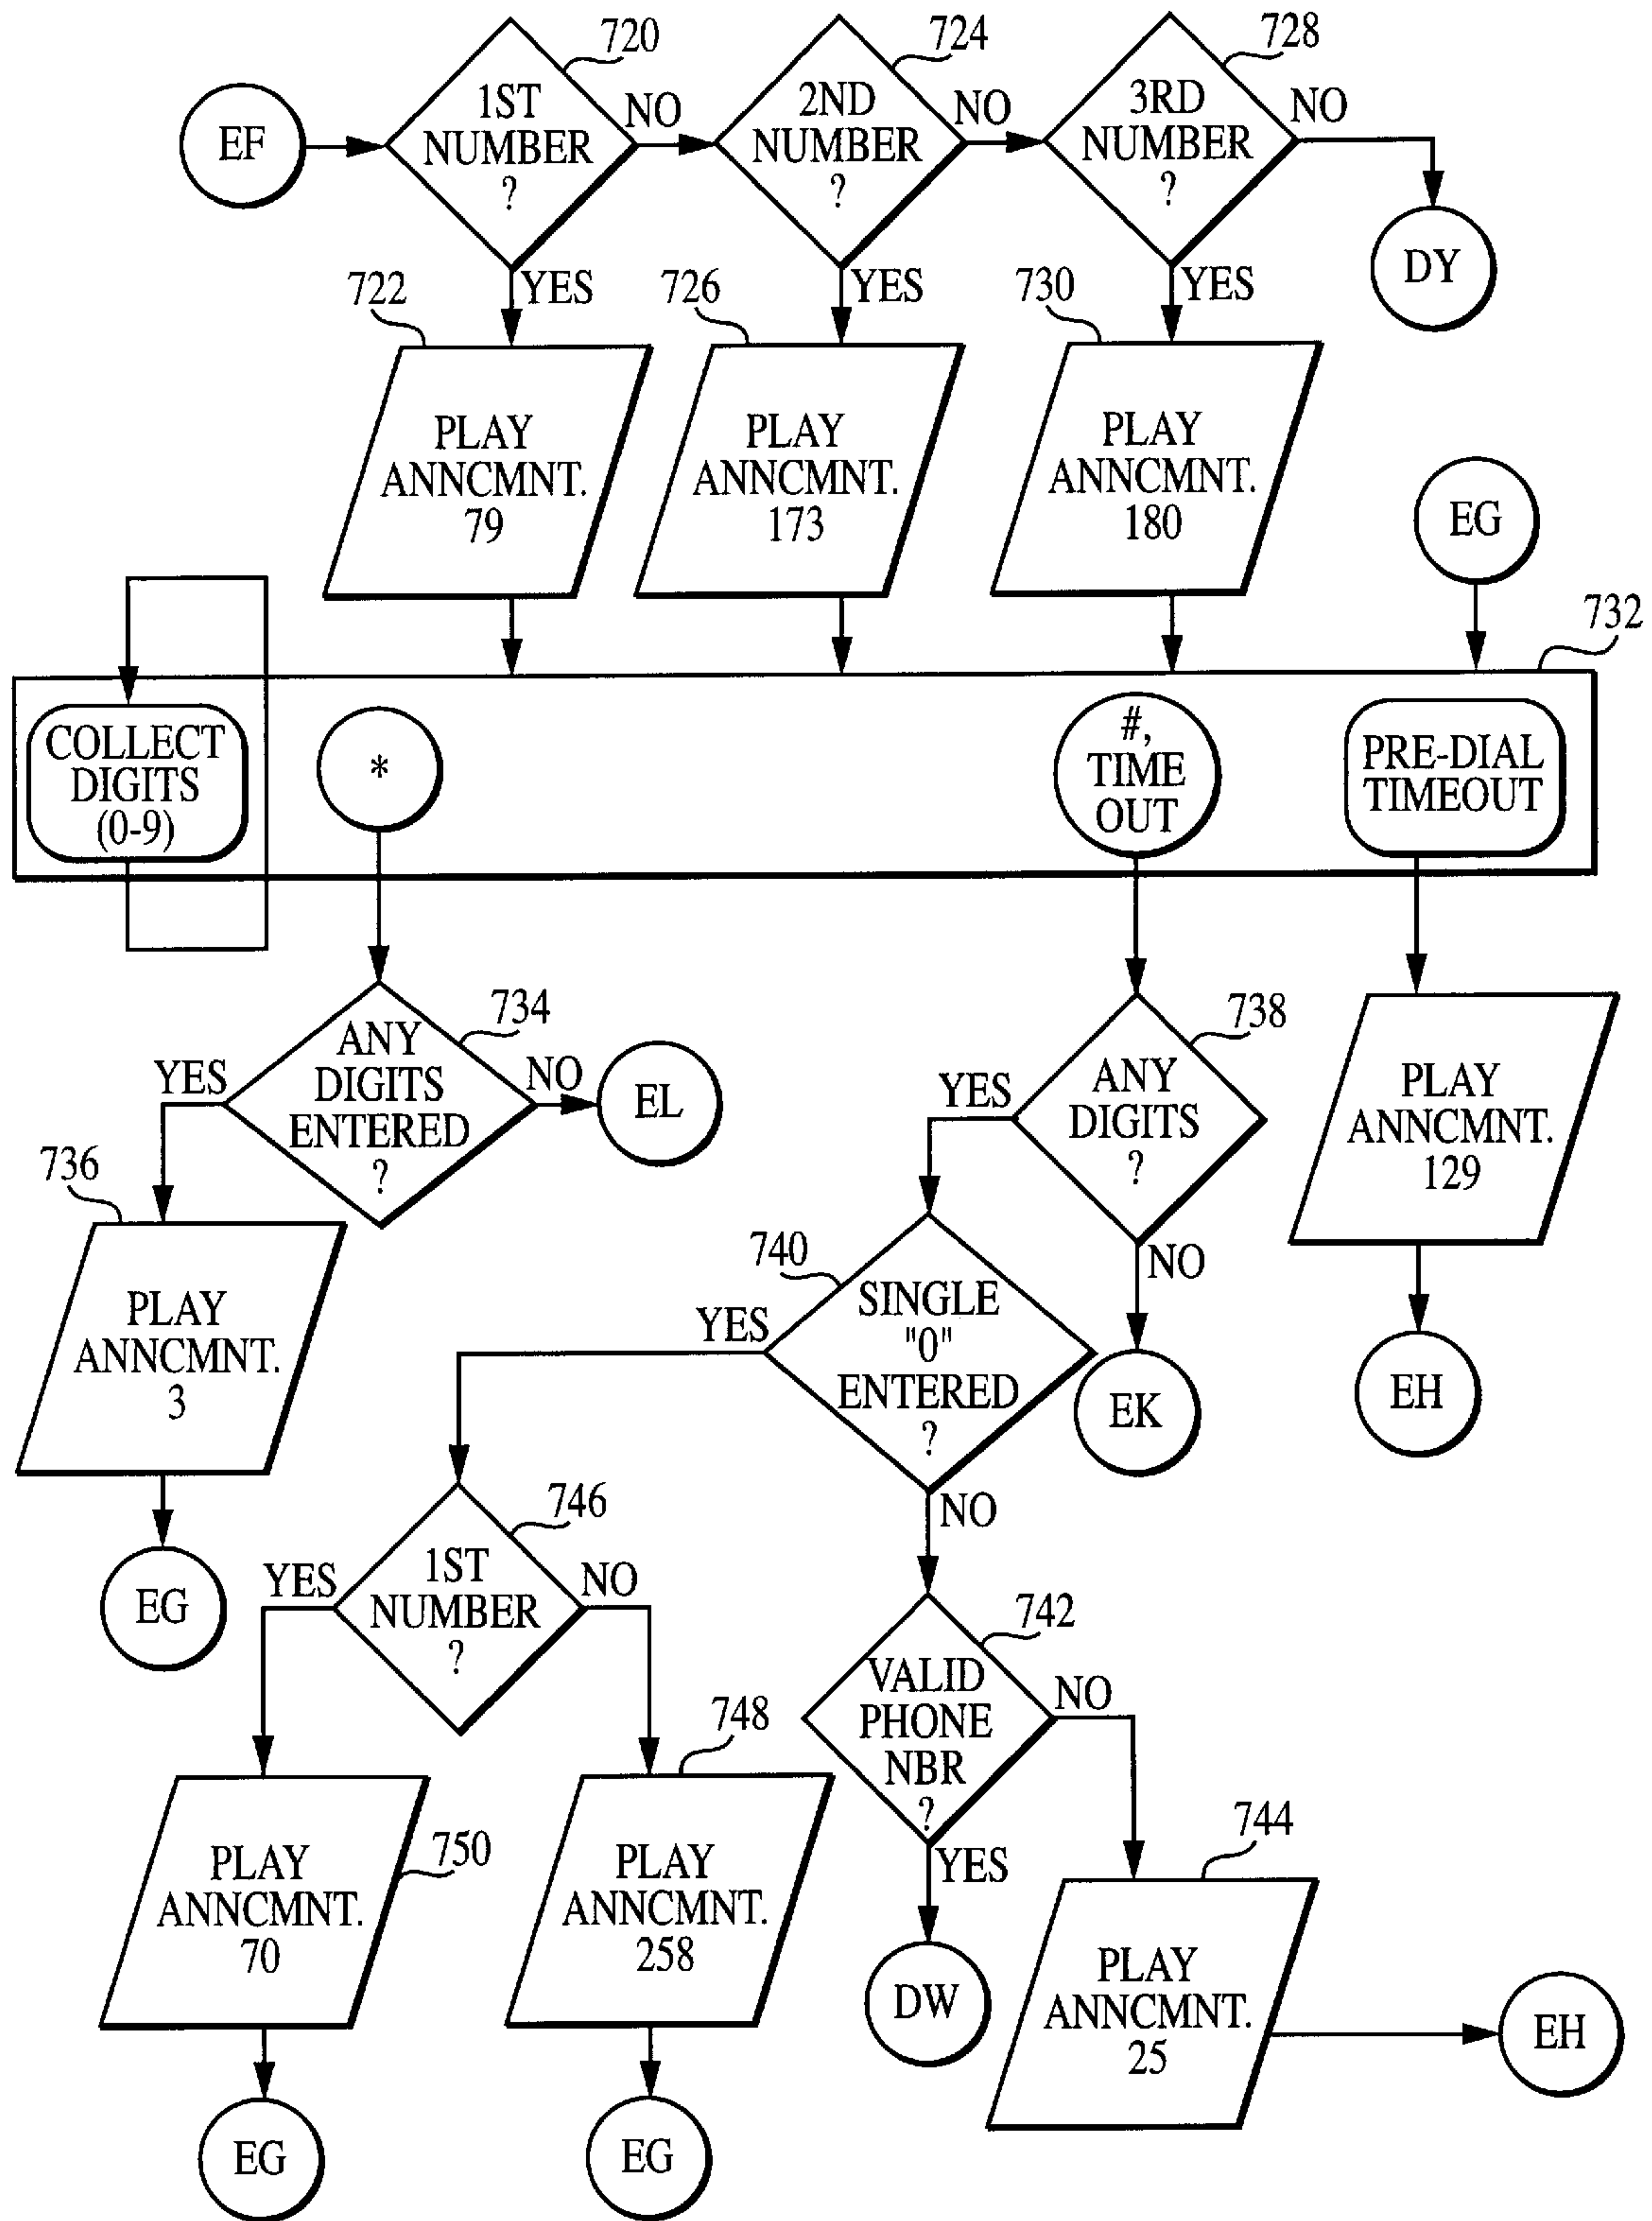 720
724
728
EF
1ST
NUMBER
?
NO
2ND
NUMBER
?
NO
3RD
NUMBER
?
NO
DY
722
YES
726
YES
730
YES
PLAY
ANNCMNT.
79
PLAY
ANNCMNT.
173
PLAY
ANNCMNT.
180
EG
732
COLLECT
DIGITS
(0-9)
*
#,
TIME
OUT
PRE-DIAL
TIMEOUT
734
ANY
DIGITS
ENTERED
?
YES
NO
EL
738
ANY
DIGITS
?
YES
NO
EK
PLAY
ANNCMNT.
129
EH
736
PLAY
ANNCMNT.
3
EG
740
SINGLE
"0"
ENTERED
?
YES
NO
746
1ST
NUMBER
?
YES
NO
742
VALID
PHONE
NBR
?
NO
YES
DW
750
PLAY
ANNCMNT.
70
EG
748
PLAY
ANNCMNT.
258
EG
744
PLAY
ANNCMNT.
25
EH